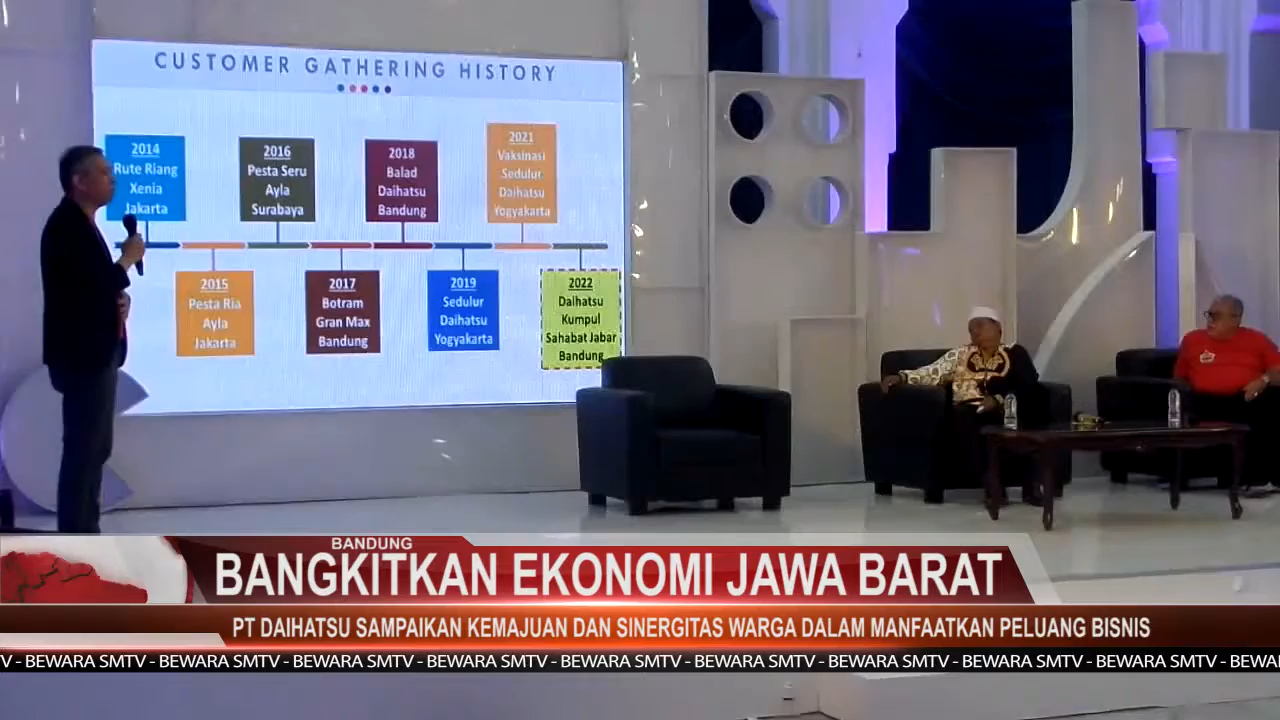 CUSTOMER GATHERING HISTORY
2014
Rute Riang
Xenia
Jakarta
2016
Pesta Seru
Ayla
Surabaya
2018
Balad
Daihatsu
Bandung
2021
Vaksinasi
Sedulur
Daihatsu
Yogyakarta
2015
Pesta Ria
Ayla
Jakarta
2017
Botram
Gran Max
Bandung
2019
Sedulur
Daihatsu
Yogyakarta
2022
Daihatsu
Kumpul
Sahabat Jabar
Bandung
BANDUNG
BANGKITKAN EKONOMI JAWA BARAT
PT DAIHATSU SAMPAIKAN KEMAJUAN DAN SINERGITAS WARGA DALAM MANFAATKAN PELUANG BISNIS
TV - BEWARA SMTV - BEWARA SMTV - BEWARA SMTV - BEWARA SMTV - BEWARA SMTV - BEWARA SMTV - BEWARA SMTV - BEWARA SMTV - BEWARA SMTV - BEWA